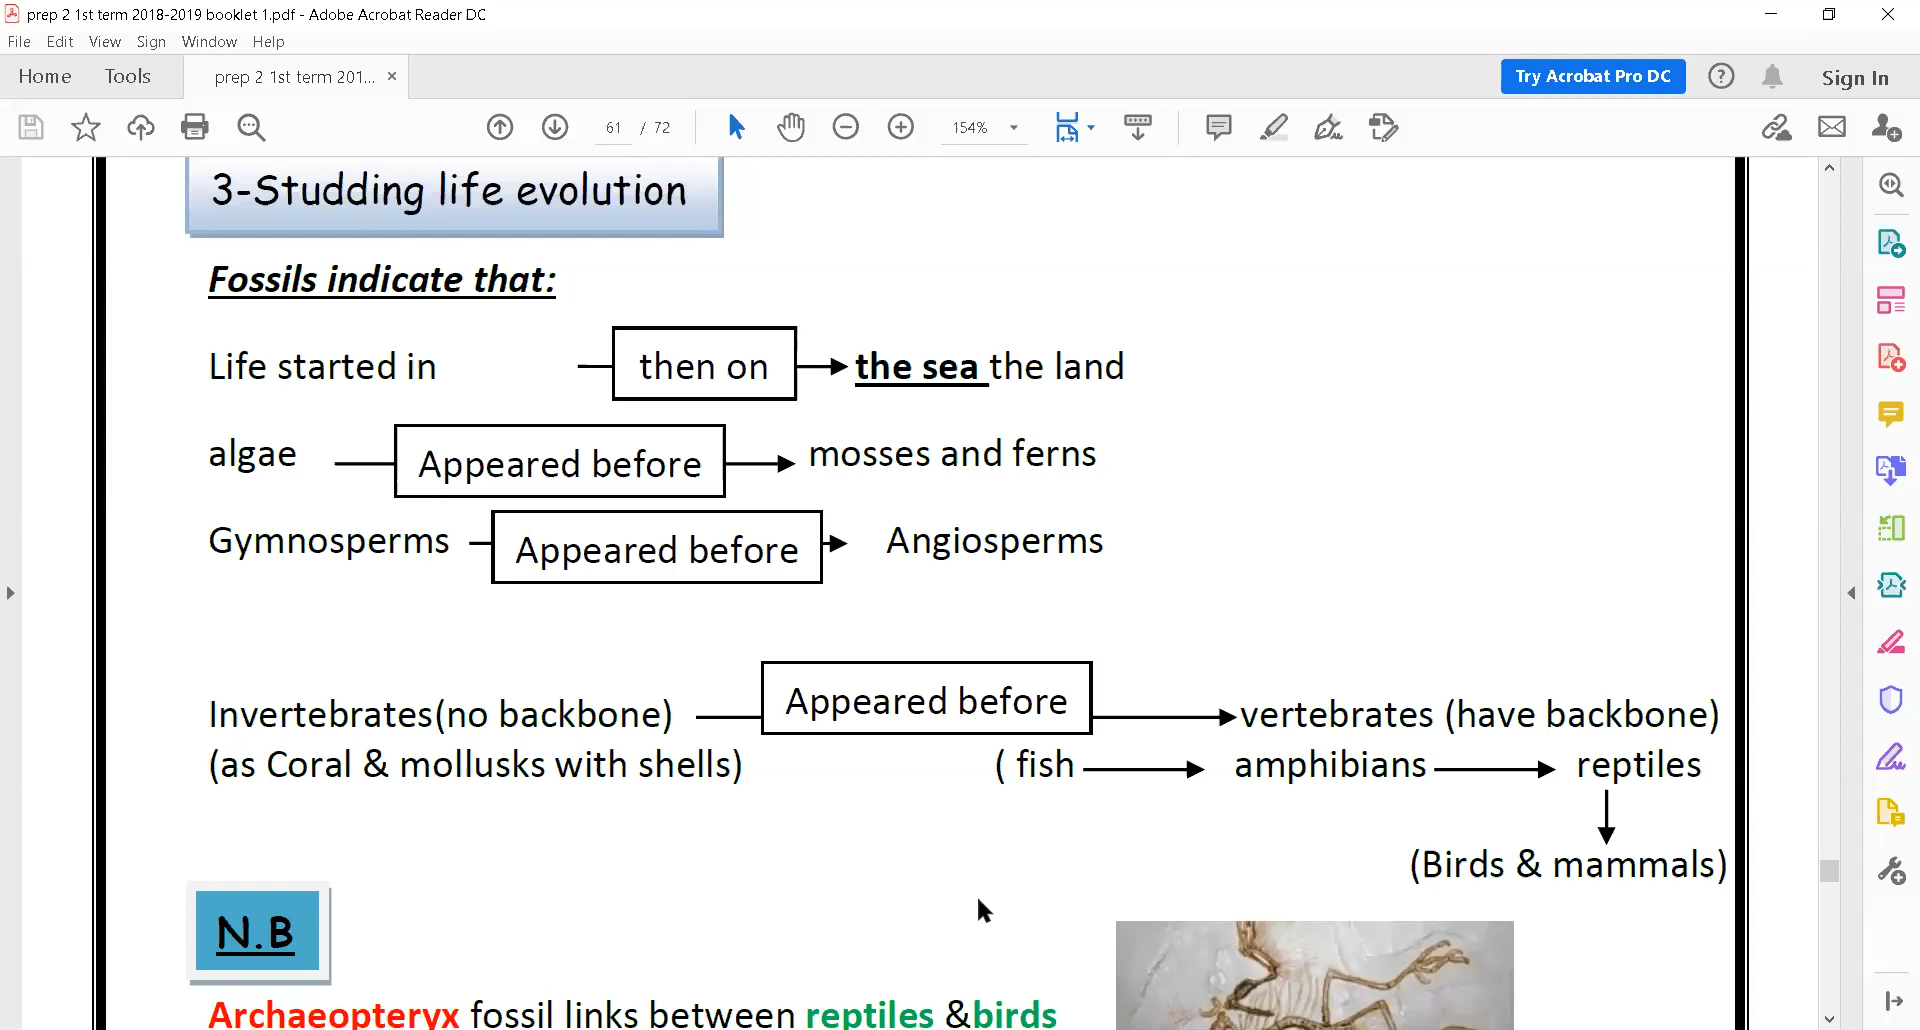 prep 2 1st term 2018-2019 booklet 1.pdf - Adobe Acrobat Reader DC
File Edit View Sign Window Help
Home Tools prep 2 1st term 201... × Try Acrobat Pro DC Sign In
61 / 72 154%
3-Studding life evolution
Fossils indicate that:
Life started in then on the sea the land
algae Appeared before mosses and ferns
Gymnosperms Appeared before Angiosperms
Invertebrates(no backbone) Appeared before vertebrates (have backbone)
(as Coral & mollusks with shells) ( fish amphibians reptiles
(Birds & mammals)
N.B
Archaeopteryx fossil links between reptiles &birds